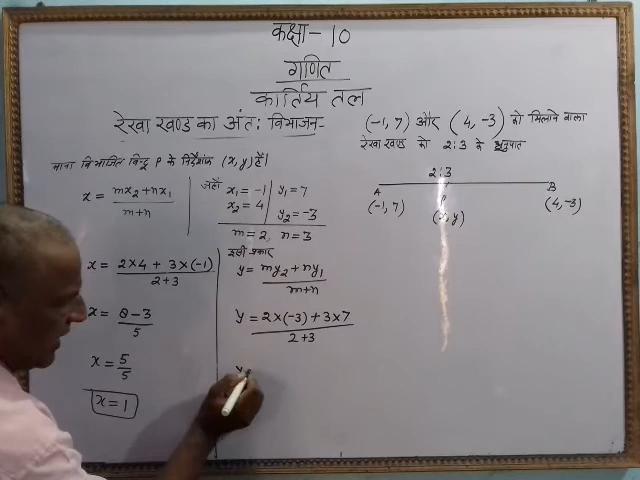 कक्षा - 10
गणित
कार्तिय तल
रेखा खण्ड का अंत: विभाजन-
(-1, 7) और (4, -3) को मिलाने वाला
रेखा खण्ड को 2:3 के अनुपात
माना विभाजित बिन्दु P के निर्देशांक (x, y) हैं।
x = mx₂+nx₁ / m+n
जहाँ x₁ = -1 y₁ = 7
x₂ = 4 y₂ = -3
m = 2, n = 3
x = 2×4 + 3×(-1) / 2+3
x = 8-3 / 5
x = 5/5
x = 1
इसी प्रकार
y = my₂ + ny₁ / m+n
y = 2×(-3) + 3×7 / 2+3
y
2:3
A P B
(-1, 7) (x, y) (4, -3)